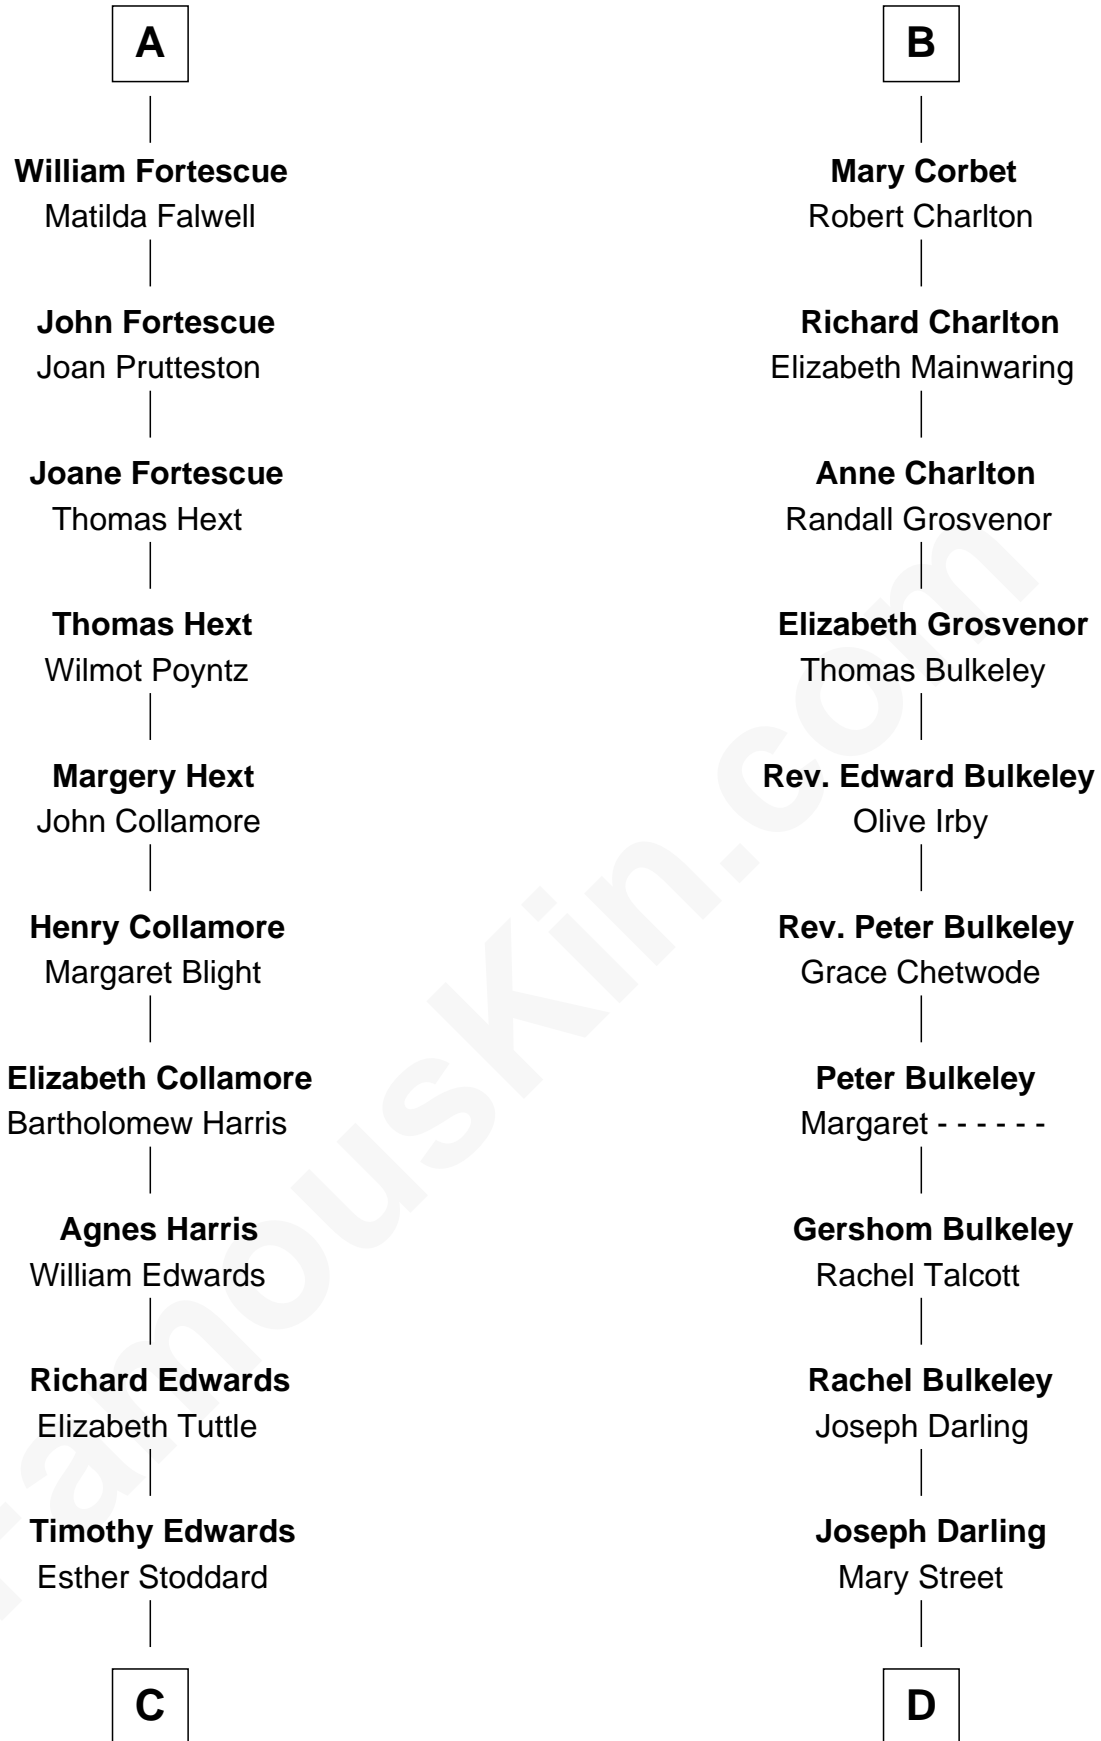 A
William Fortescue
Matilda Falwell
John Fortescue
Joan Prutteston
Joane Fortescue
Thomas Hext
Thomas Hext
Wilmot Poyntz
Margery Hext
John Collamore
Henry Collamore
Margaret Blight
Elizabeth Collamore
Bartholomew Harris
Agnes Harris
William Edwards
Richard Edwards
Elizabeth Tuttle
Timothy Edwards
Esther Stoddard
C
B
Mary Corbet
Robert Charlton
Richard Charlton
Elizabeth Mainwaring
Anne Charlton
Randall Grosvenor
Elizabeth Grosvenor
Thomas Bulkeley
Rev. Edward Bulkeley
Olive Irby
Rev. Peter Bulkeley
Grace Chetwode
Peter Bulkeley
Margaret - - - - - -
Gershom Bulkeley
Rachel Talcott
Rachel Bulkeley
Joseph Darling
Joseph Darling
Mary Street
D
FamousKin.com